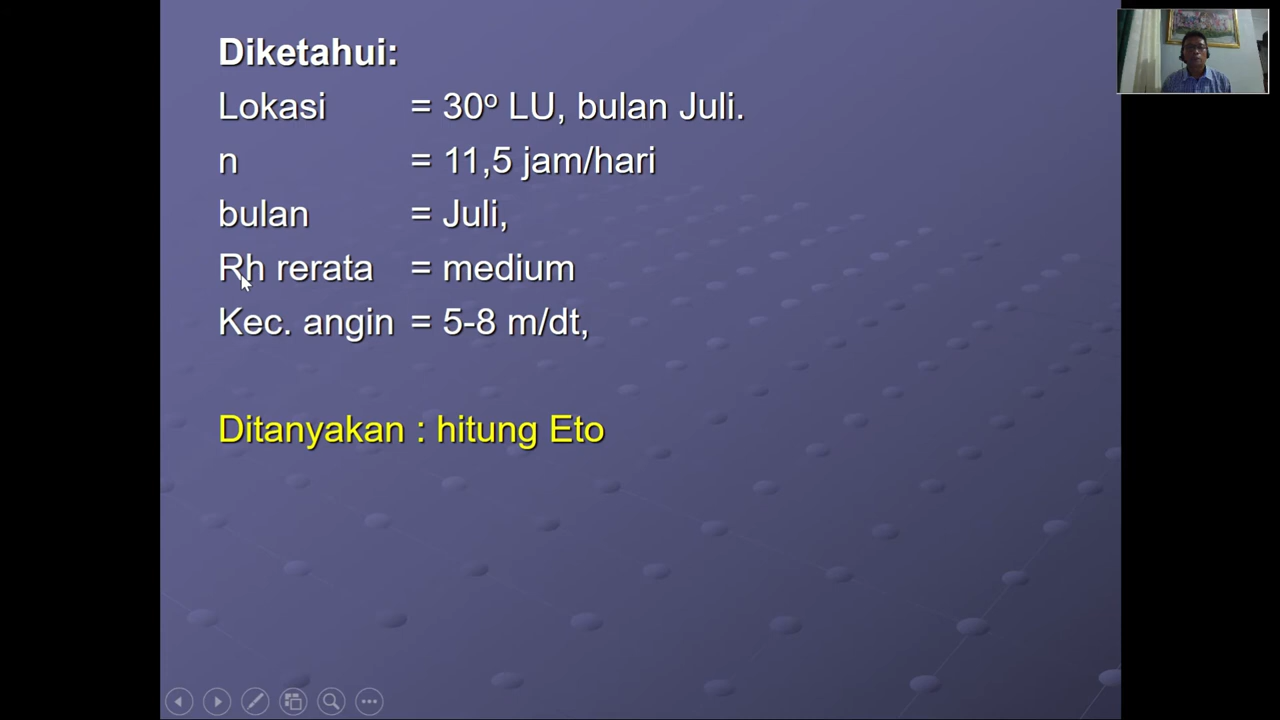 Diketahui:
Lokasi = 30º LU, bulan Juli.
n = 11,5 jam/hari
bulan = Juli,
Rh rerata = medium
Kec. angin = 5-8 m/dt,
Ditanyakan : hitung Eto